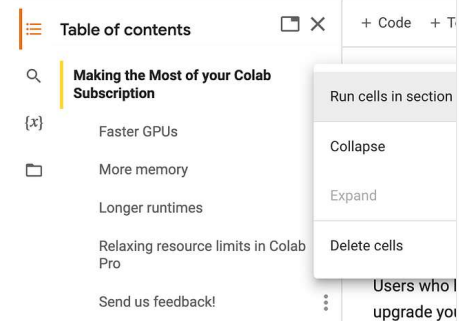 Table of contents
Making the Most of your Colab
Subscription
Faster GPUs
More memory
Longer runtimes
Relaxing resource limits in Colab
Pro
Send us feedback!
{x}
+ Code +
Run cells in section
Collapse
Expand
Delete cells
Users who
upgrade